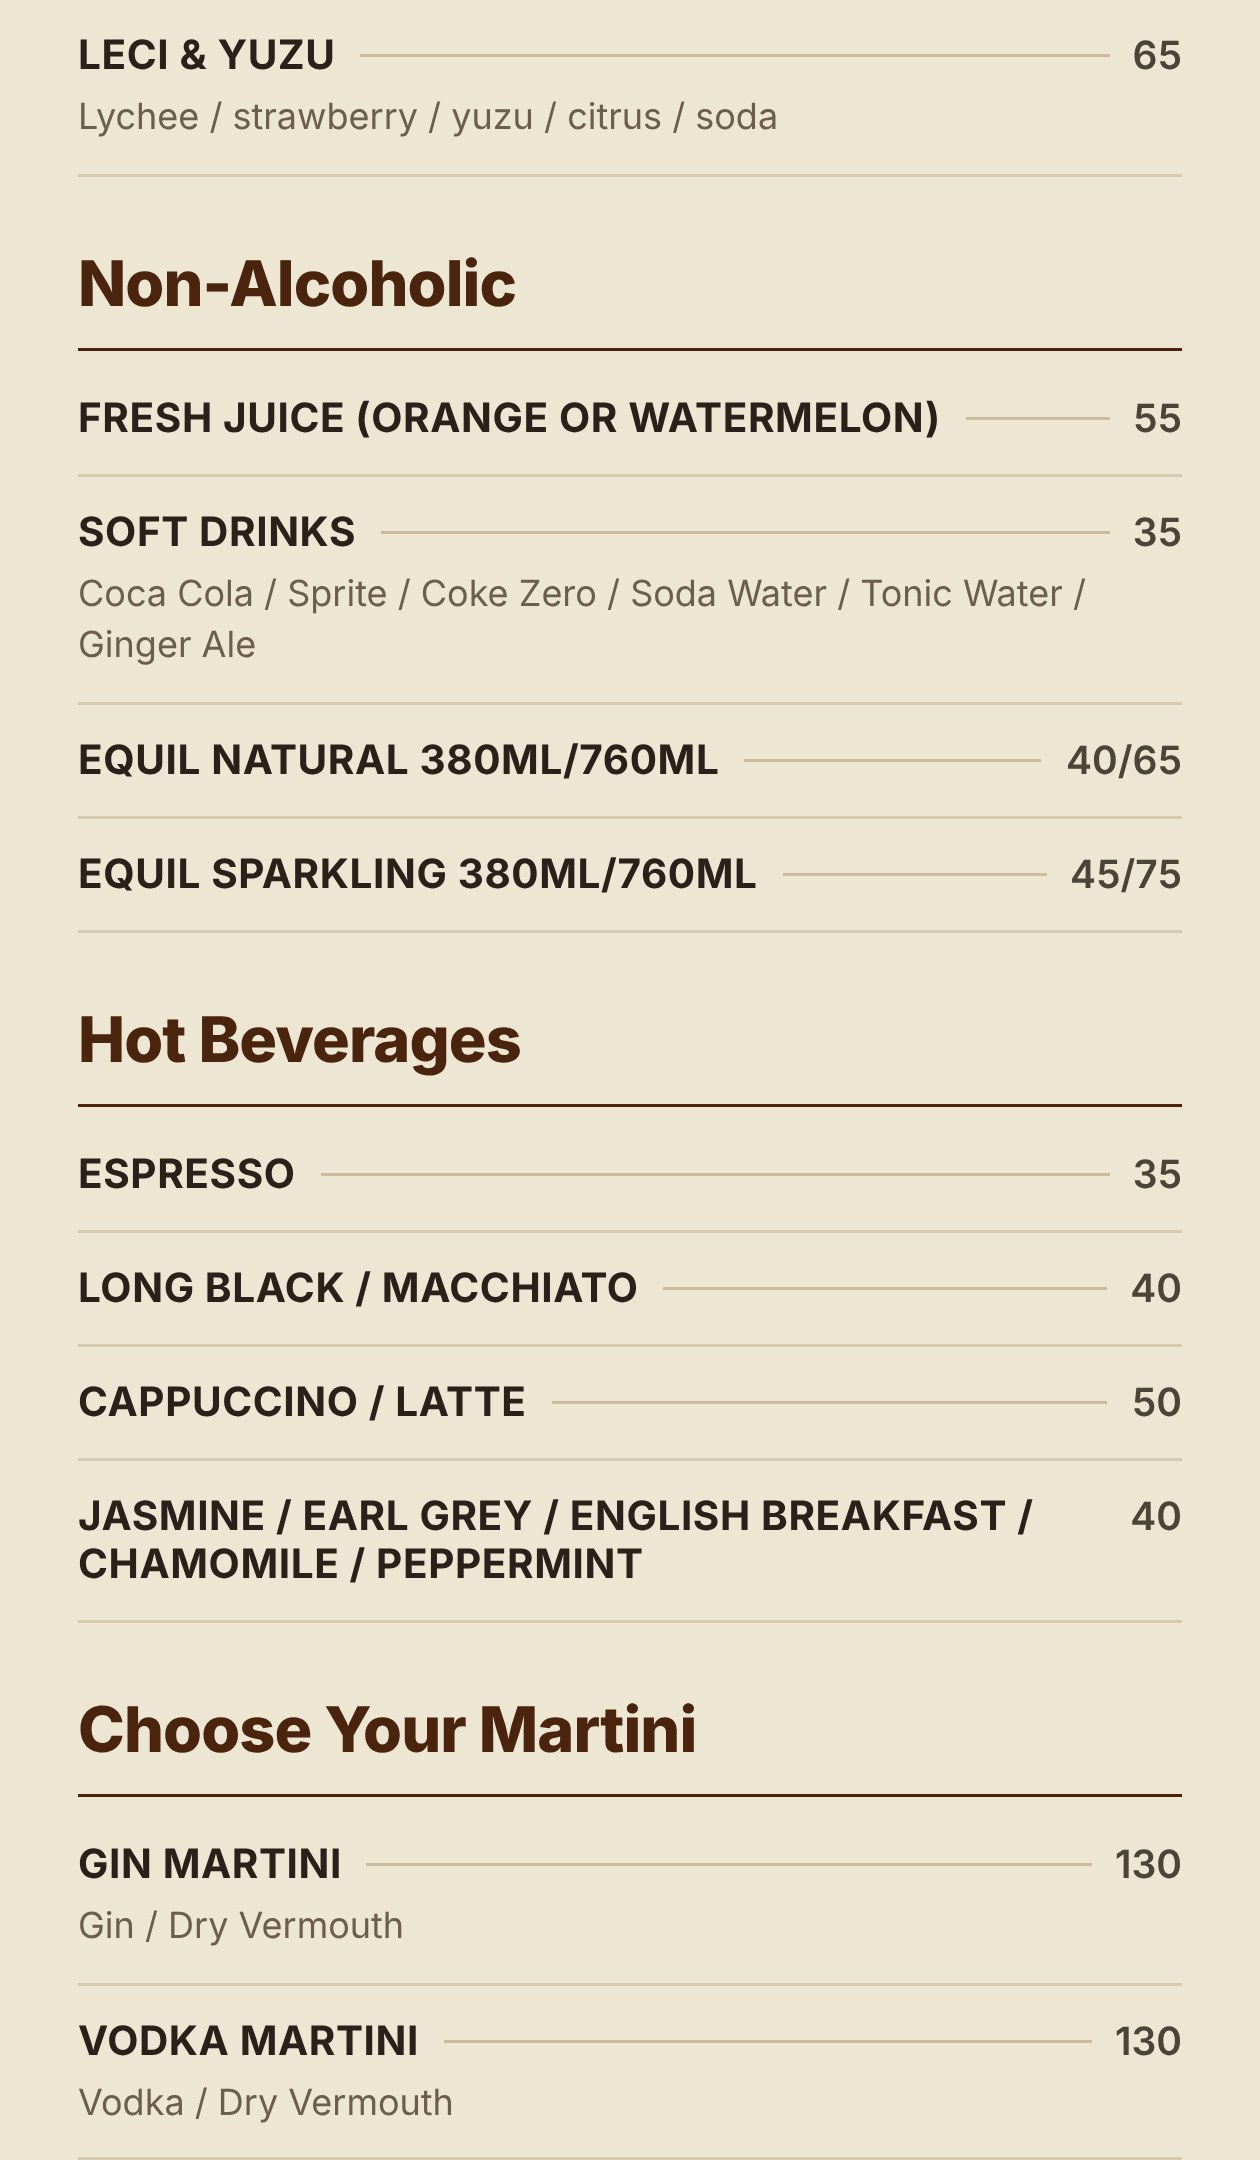 LECI & YUZU 65
Lychee / strawberry / yuzu / citrus / soda
Non-Alcoholic
FRESH JUICE (ORANGE OR WATERMELON) 55
SOFT DRINKS 35
Coca Cola / Sprite / Coke Zero / Soda Water / Tonic Water /
Ginger Ale
EQUIL NATURAL 380ML/760ML 40/65
EQUIL SPARKLING 380ML/760ML 45/75
Hot Beverages
ESPRESSO 35
LONG BLACK / MACCHIATO 40
CAPPUCCINO / LATTE 50
JASMINE / EARL GREY / ENGLISH BREAKFAST / 40
CHAMOMILE / PEPPERMINT
Choose Your Martini
GIN MARTINI 130
Gin / Dry Vermouth
VODKA MARTINI 130
Vodka / Dry Vermouth